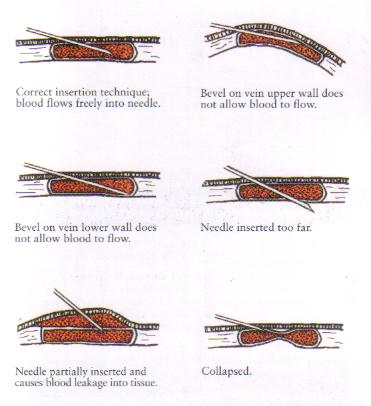 Correct insertion technique;
blood flows freely into needle.
Bevel on vein upper wall does
not allow blood to flow.
Bevel on vein lower wall does
not allow blood to flow.
Needle inserted too far.
Needle partially inserted and
causes blood leakage into tissue.
Collapsed.